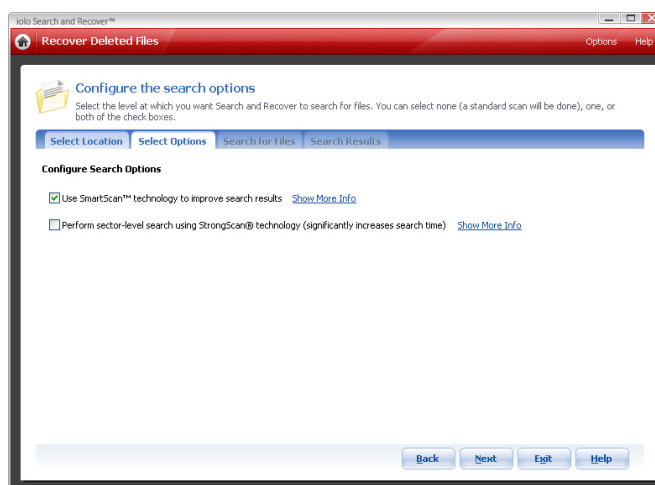 iolo Search and Recover™
Recover Deleted Files
Options Help
Configure the search options
Select the level at which you want Search and Recover to search for files. You can select none (a standard scan will be done), one, or
both of the check boxes.
Select Location Select Options Search for Files Search Results
Configure Search Options
Use SmartScan™ technology to improve search results Show More Info
Perform sector-level search using StrongScan® technology (significantly increases search time) Show More Info
Back Next Exit Help